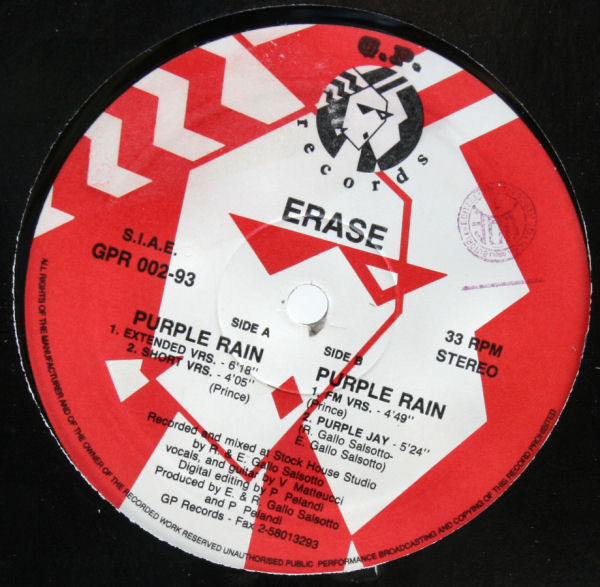 G.P.
records
ERASE
S.I.A.E.
GPR 002-93
33 RPM
STEREO
SIDE A
PURPLE RAIN
1. EXTENDED VRS. - 6'18"
2. SHORT VRS. - 4'05"
(Prince)
SIDE B
PURPLE RAIN
1. FM VRS. - 4'49"
(Prince)
2. PURPLE JAY - 5'24"
(R. Gallo Salsotto-
E. Gallo Salsotto)
Recorded and mixed at Stock House Studio
by R. & E. Gallo Salsotto
vocals, and guitar by V. Matteucci
Digital editing by P. Pelandi
Produced by E. & R. Gallo Salsotto
and P. Pelandi
GP Records - Fax 2-58013293
ALL RIGHTS OF THE MANUFACTURER AND OF THE OWNER OF THE RECORDED WORK RESERVED UNAUTHORISED PUBLIC PERFORMANCE BROADCASTING AND COPYING OF THIS RECORD PROHIBITED